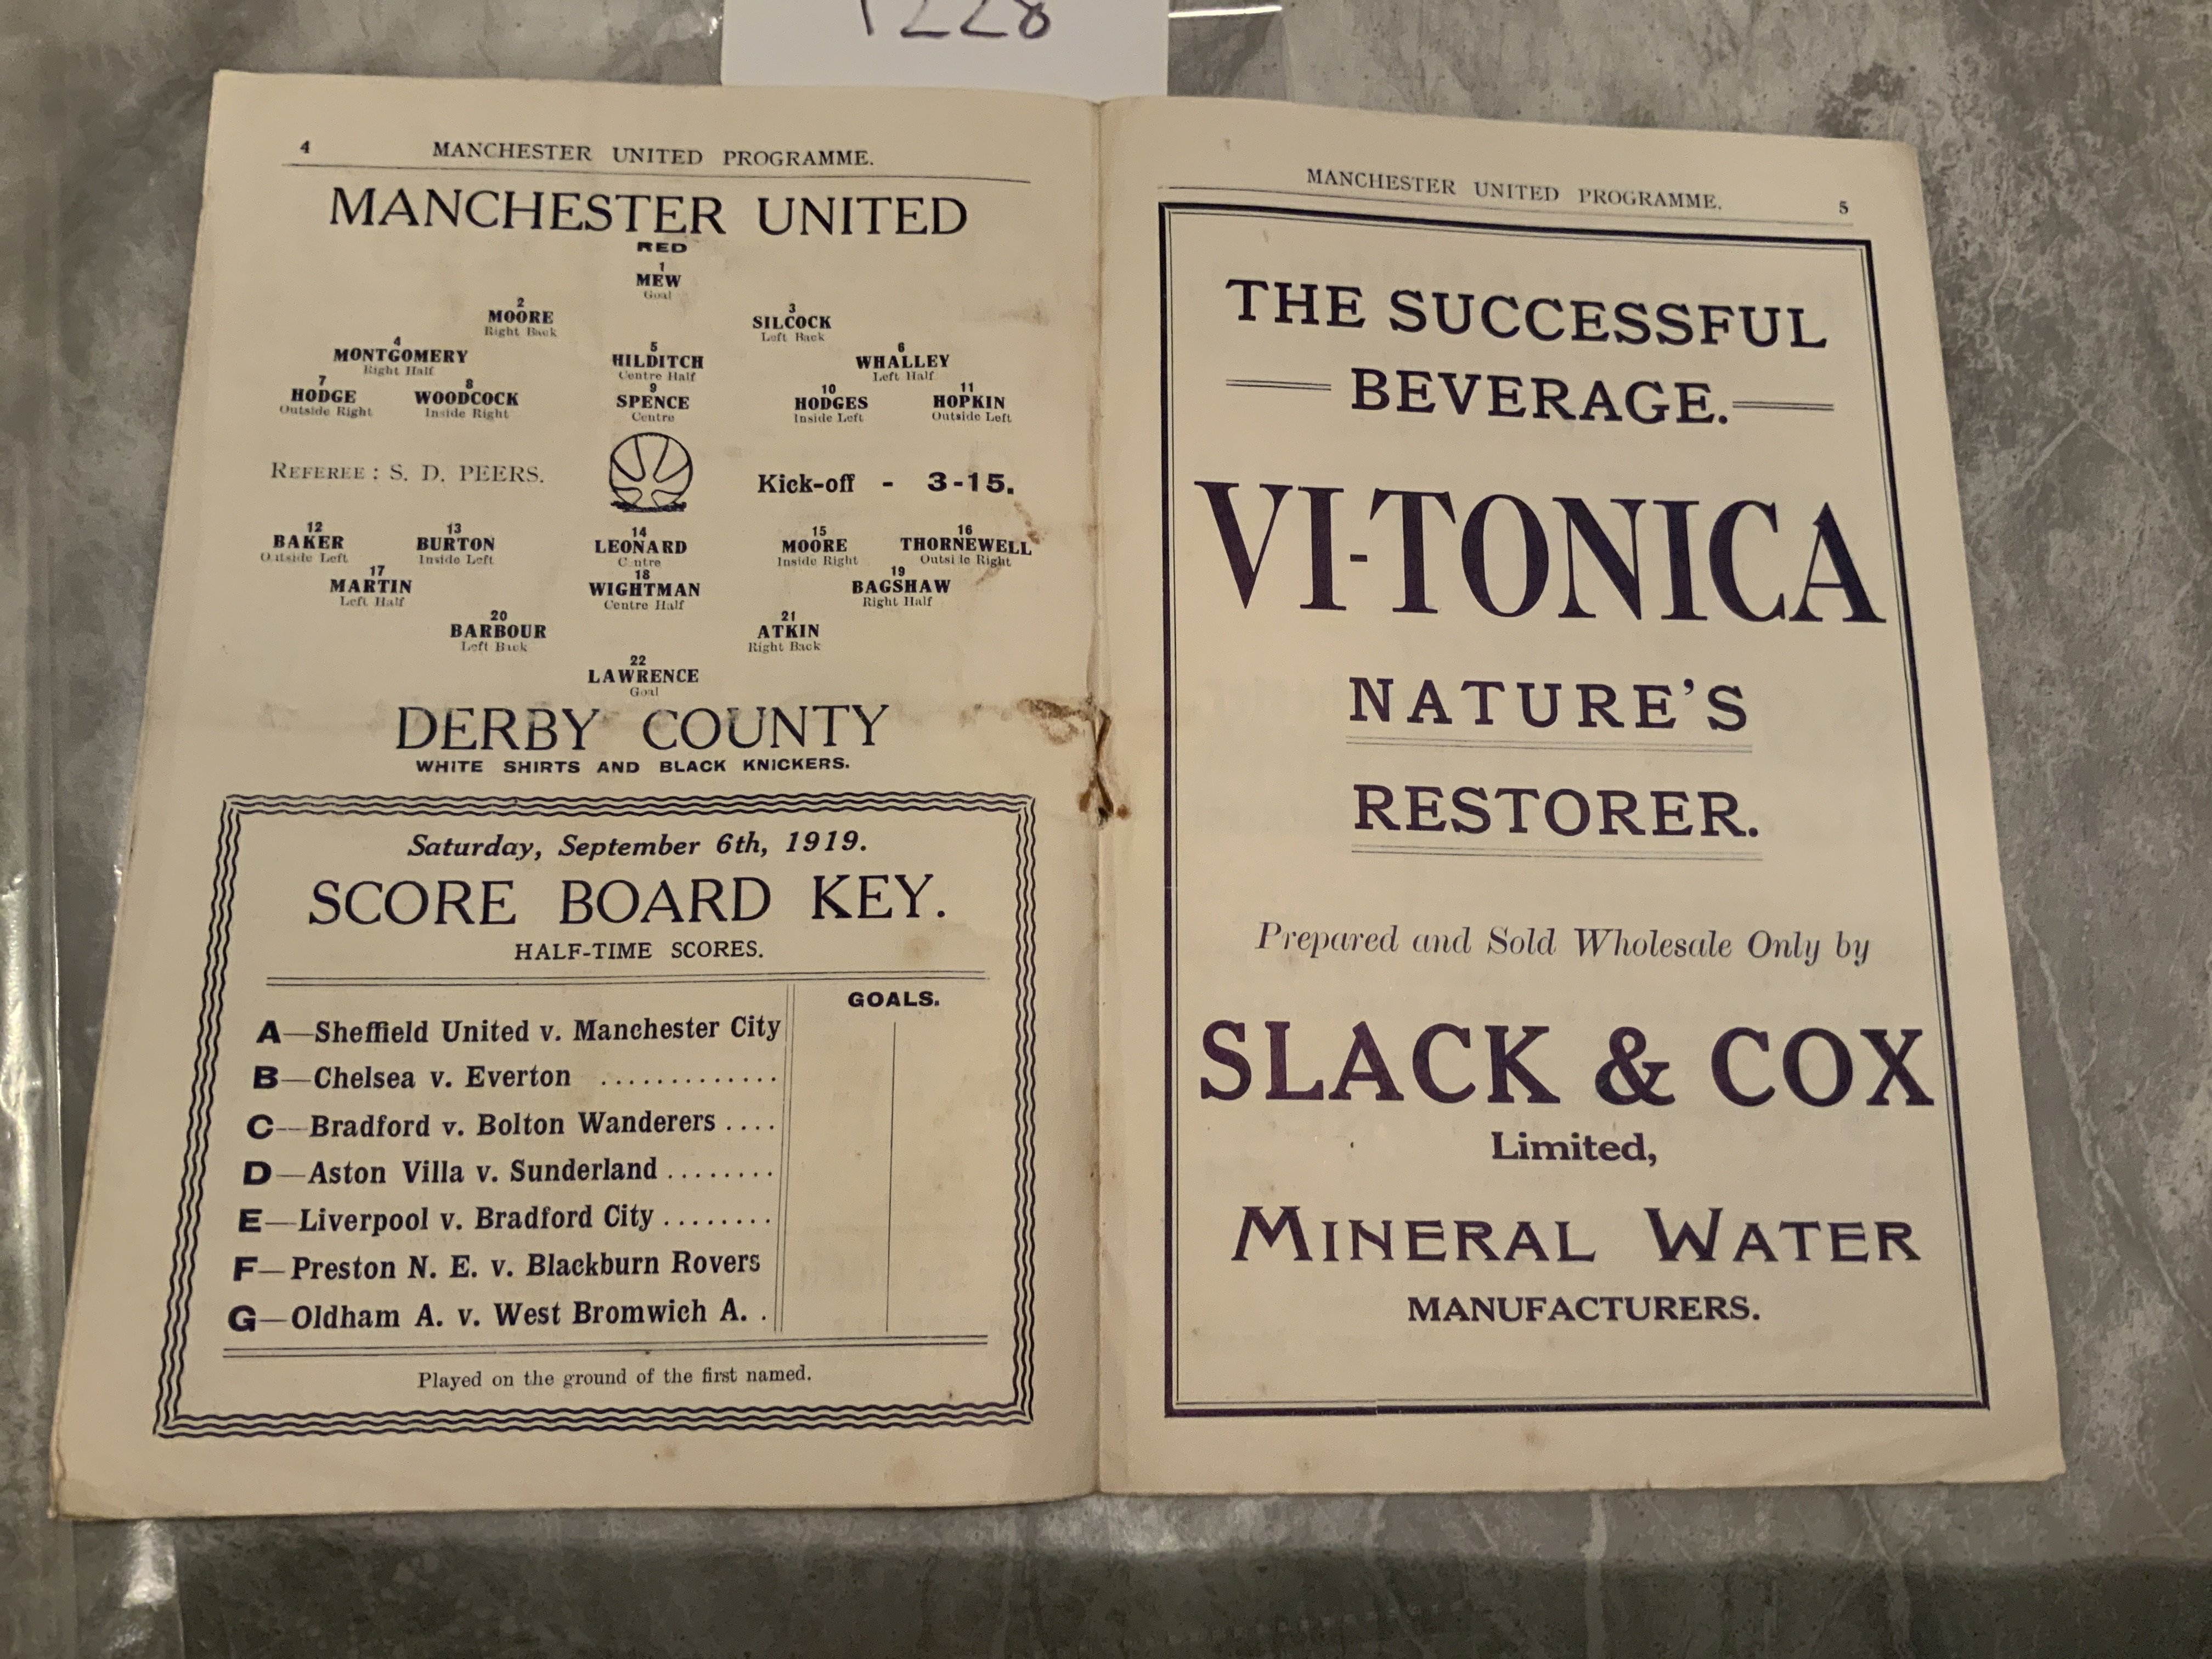 1228
4 MANCHESTER UNITED PROGRAMME.
MANCHESTER UNITED
RED
1
MEW
Goal
2
MOORE
Right Back
3
SILCOCK
Left Back
4
MONTGOMERY
Right Half
5
HILDITCH
Centre Half
6
WHALLEY
Left Half
7
HODGE
Outside Right
8
WOODCOCK
Inside Right
9
SPENCE
Centre
10
HODGES
Inside Left
11
HOPKIN
Outside Left
REFEREE : S. D. PEERS.
Kick-off - 3-15.
12
BAKER
Outside Left
13
BURTON
Inside Left
14
LEONARD
Centre
15
MOORE
Inside Right
16
THORNEWELL
Outside Right
17
MARTIN
Left Half
18
WIGHTMAN
Centre Half
19
BAGSHAW
Right Half
20
BARBOUR
Left Back
21
ATKIN
Right Back
22
LAWRENCE
Goal
DERBY COUNTY
WHITE SHIRTS AND BLACK KNICKERS.
Saturday, September 6th, 1919.
SCORE BOARD KEY.
HALF-TIME SCORES.
GOALS.
A—Sheffield United v. Manchester City
B—Chelsea v. Everton .............
C—Bradford v. Bolton Wanderers ....
D—Aston Villa v. Sunderland ........
E—Liverpool v. Bradford City ........
F—Preston N. E. v. Blackburn Rovers
G—Oldham A. v. West Bromwich A. .
Played on the ground of the first named.
MANCHESTER UNITED PROGRAMME. 5
THE SUCCESSFUL
BEVERAGE.
VI-TONICA
NATURE'S
RESTORER.
Prepared and Sold Wholesale Only by
SLACK & COX
Limited,
MINERAL WATER
MANUFACTURERS.